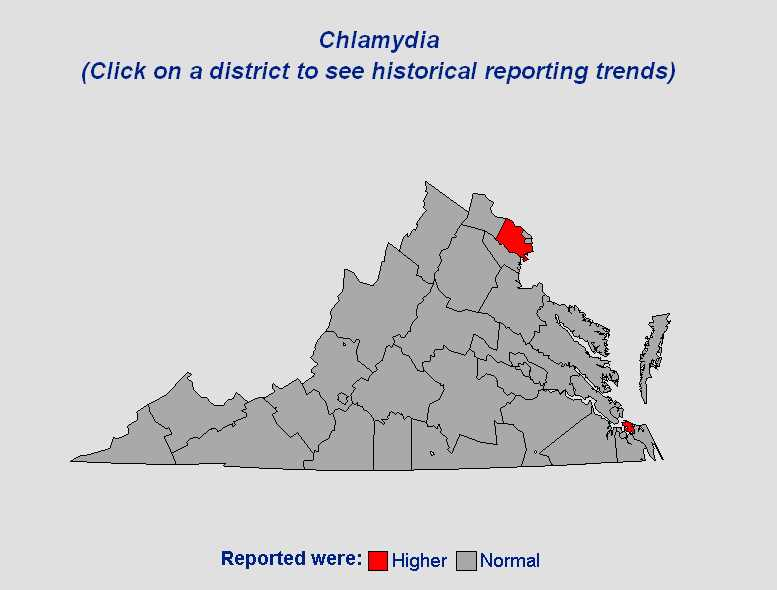 Chlamydia
(Click on a district to see historical reporting trends)
Reported were: Higher Normal